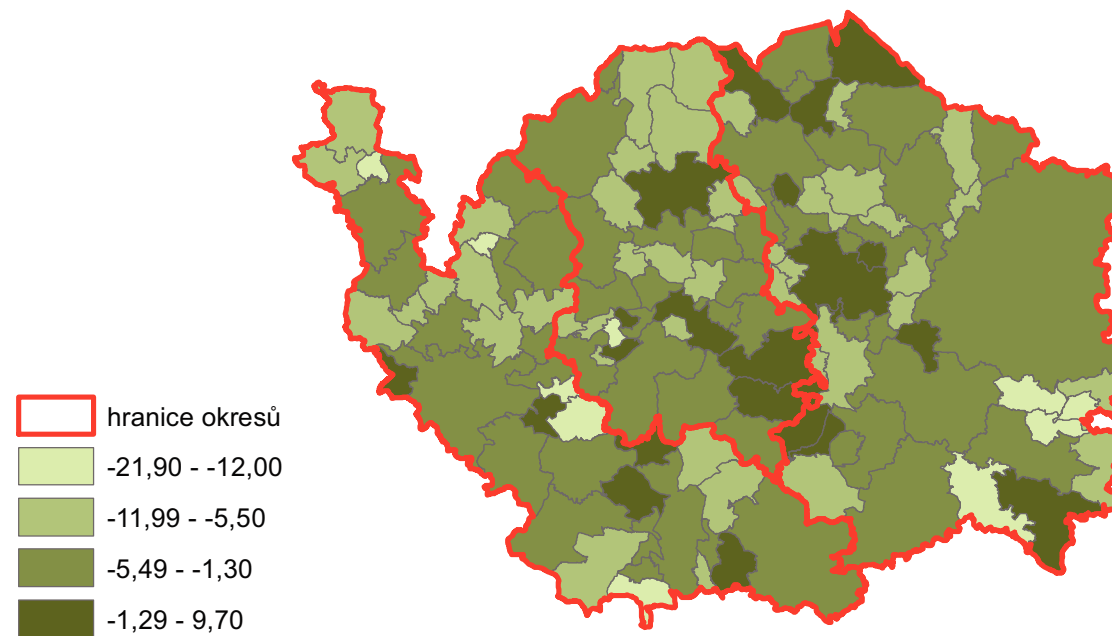 hranice okresů
-21,90 - -12,00
-11,99 - -5,50
-5,49 - -1,30
-1,29 - 9,70